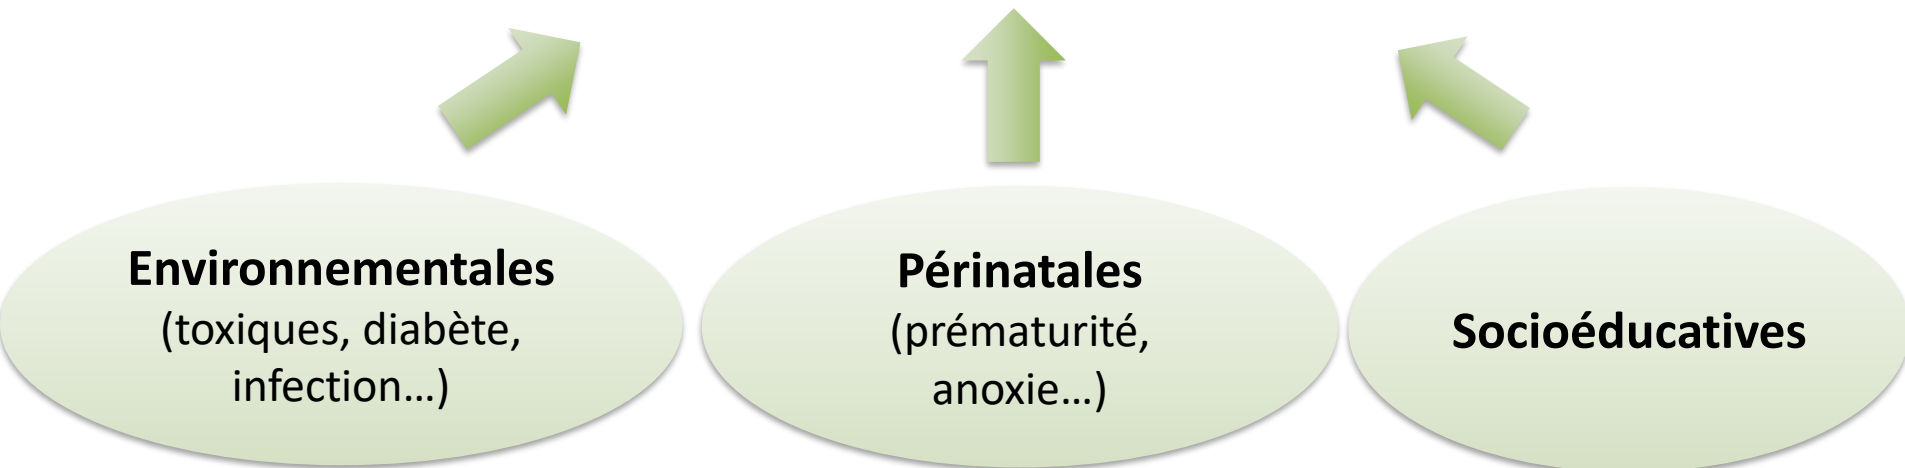 Environnementales
(toxiques, diabète,
infection…)
Périnatales
(prématurité,
anoxie…)
Socioéducatives